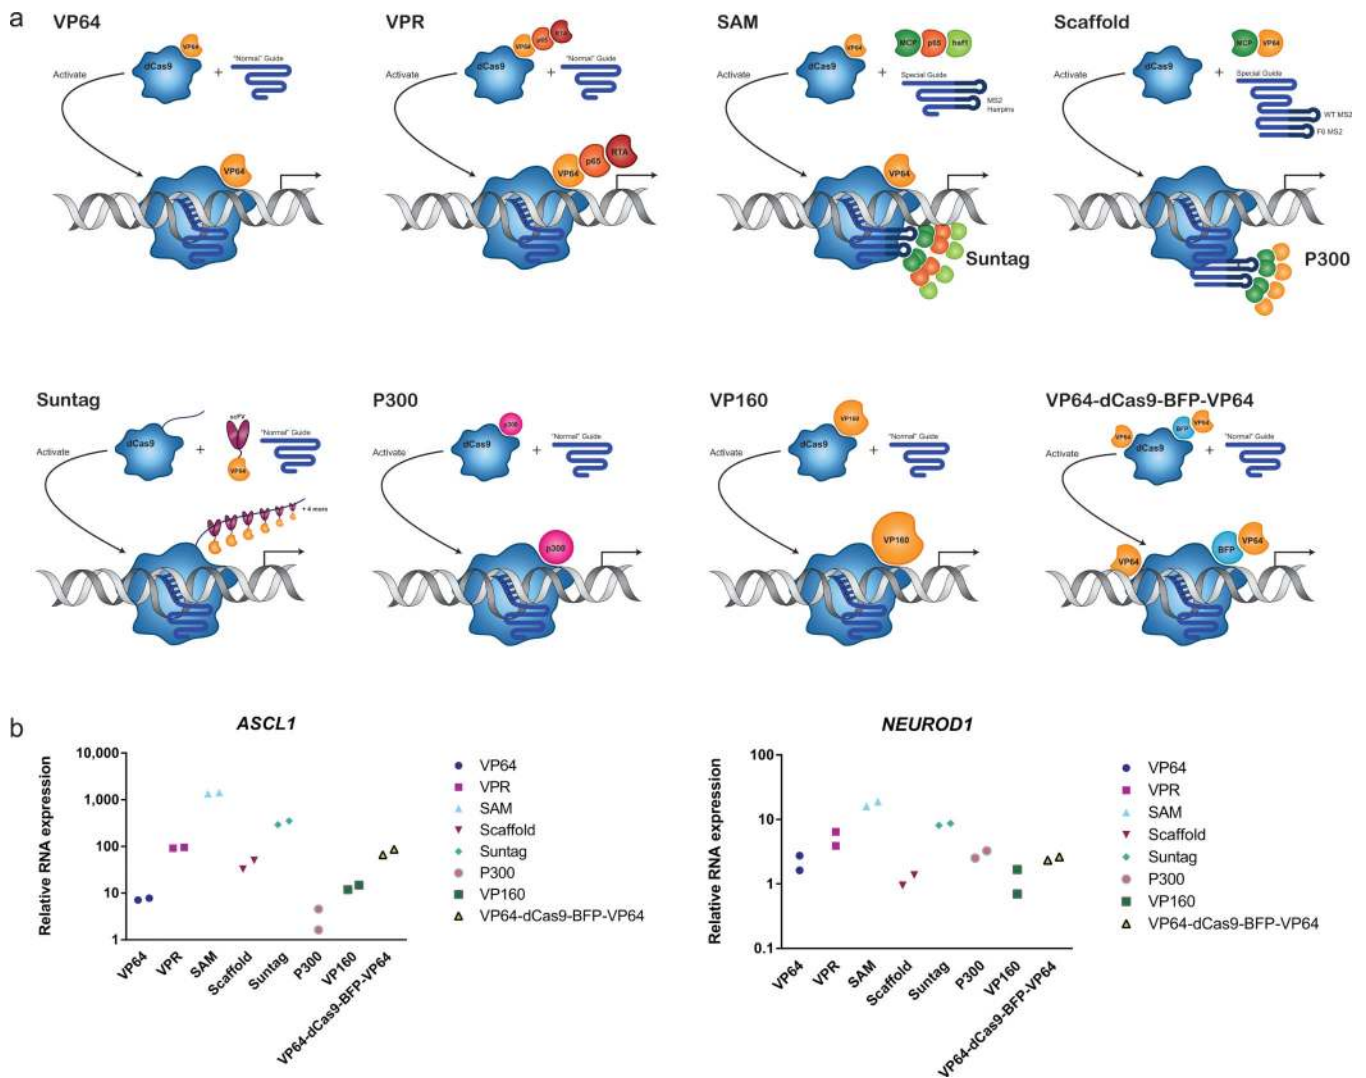 a
VP64
VP64
dCas9
+
"Normal" Guide
Activate
VP64
VPR
VP64
p65
RTA
dCas9
+
"Normal" Guide
Activate
VP64
p65
RTA
SAM
VP64
dCas9
+
MCP
p65
hsf1
Special Guide
MS2
Hairpins
Activate
VP64
Suntag
Scaffold
dCas9
+
MCP
VP64
Special Guide
WT MS2
F6 MS2
Activate
P300
Suntag
dCas9
+
scFV
VP64
"Normal" Guide
Activate
+ 4 more
P300
p300
dCas9
+
"Normal" Guide
Activate
p300
VP160
VP160
dCas9
+
"Normal" Guide
Activate
VP160
VP64-dCas9-BFP-VP64
VP64
BFP
VP64
dCas9
+
"Normal" Guide
Activate
VP64
BFP
VP64
b
ASCL1
Relative RNA expression
10,000
1,000
100
10
1
VP64
VPR
SAM
Scaffold
Suntag
P300
VP160
VP64-dCas9-BFP-VP64
VP64
VPR
SAM
Scaffold
Suntag
P300
VP160
VP64-dCas9-BFP-VP64
NEUROD1
Relative RNA expression
100
10
1
0.1
VP64
VPR
SAM
Scaffold
Suntag
P300
VP160
VP64-dCas9-BFP-VP64
VP64
VPR
SAM
Scaffold
Suntag
P300
VP160
VP64-dCas9-BFP-VP64